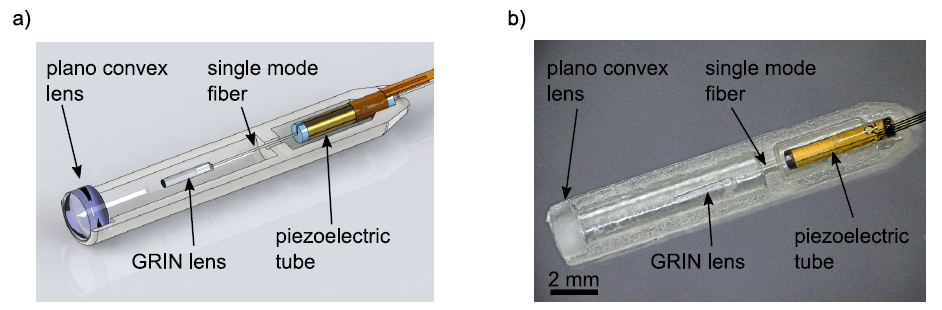 a)
plano convex
lens
single mode
fiber
GRIN lens
piezoelectric
tube
b)
plano convex
lens
single mode
fiber
GRIN lens
piezoelectric
tube
2 mm